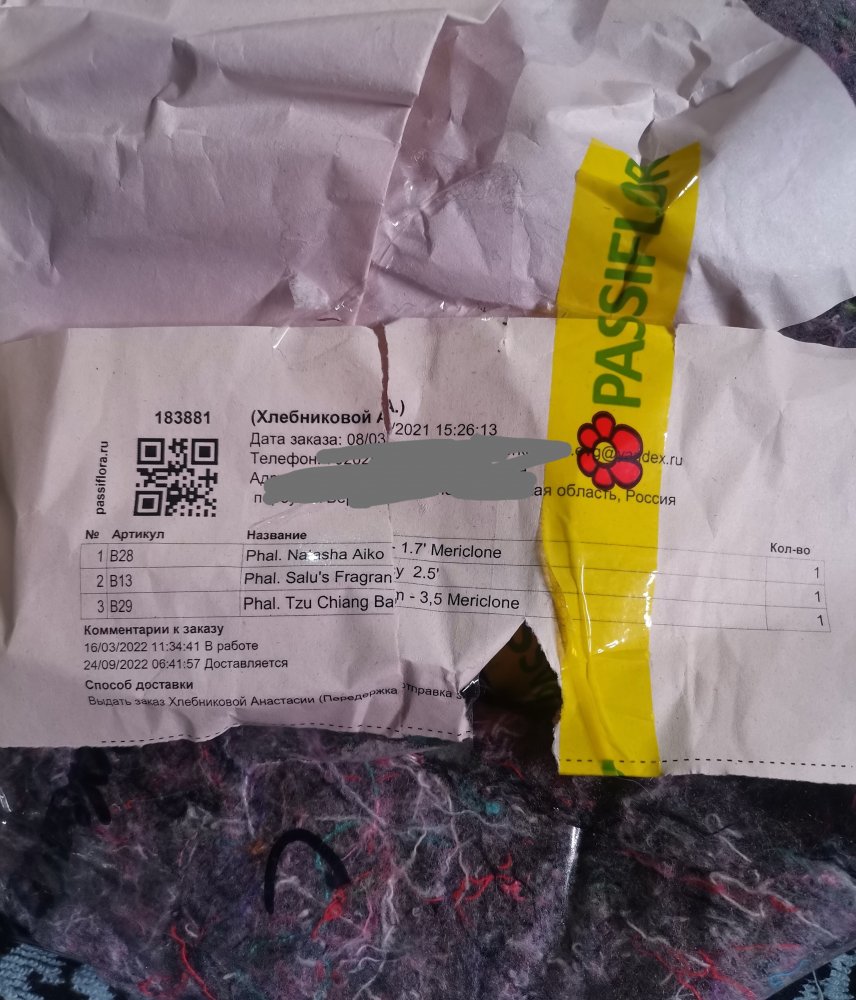 PASSIFLOR
183881
passiflora.ru
(Хлебниковой А.)
Дата заказа: 08/03/2021 15:26:13
Телефон: @yandex.ru
ая область, Россия
№ Артикул Название Кол-во
1 B28 Phal. Natasha Aiko - 1.7' Mericlone 1
2 B13 Phal. Salu's Fragran y 2.5' 1
3 B29 Phal. Tzu Chiang Ba n - 3,5 Mericlone 1
Комментарии к заказу
16/03/2022 11:34:41 В работе
24/09/2022 06:41:57 Доставляется
Способ доставки
Выдать заказ Хлебниковой Анастасии (Передержка отправка